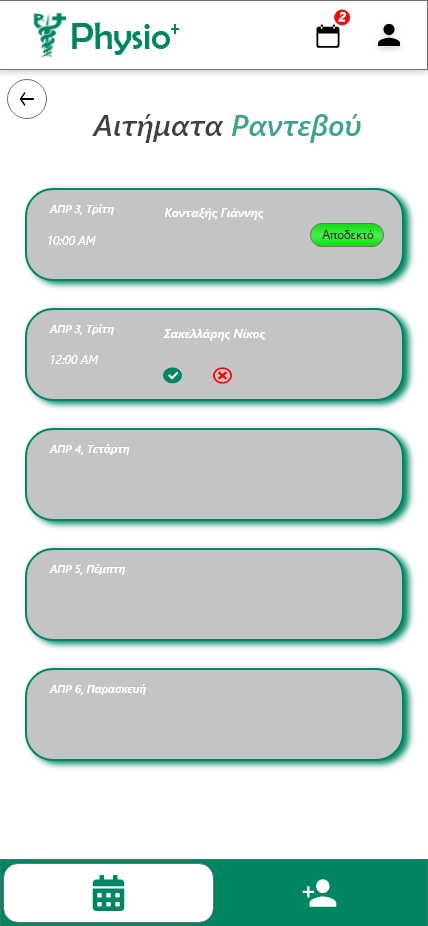 Physio+
2
Αιτήματα Ραντεβού
ΑΠΡ 3, Τρίτη
Κονταξής Γιάννης
10:00 AM
Αποδεκτό
ΑΠΡ 3, Τρίτη
Σακελλάρης Νίκος
12:00 AM
ΑΠΡ 4, Τετάρτη
ΑΠΡ 5, Πέμπτη
ΑΠΡ 6, Παρασκευή